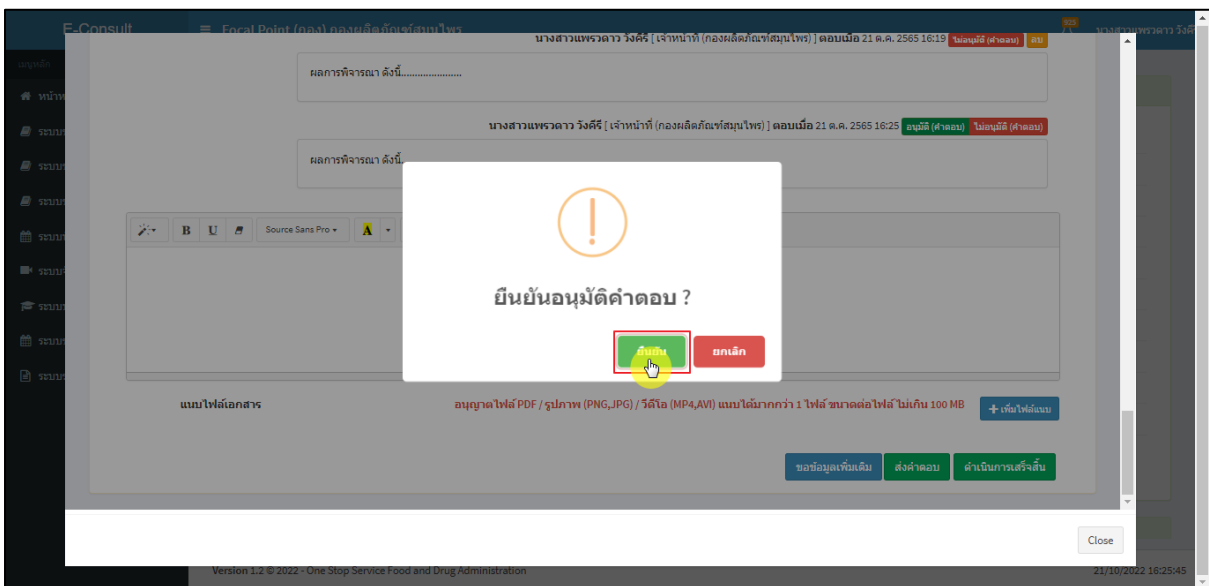 E-Consult
Focal Point (กอง) กองผลิตภัณฑ์สมุนไพร
925
เมนูหลัก
นางสาวแพรวดาว วังคีรี [ เจ้าหน้าที่ (กองผลิตภัณฑ์สมุนไพร) ] ตอบเมื่อ 21 ต.ค. 2565 16:19 ไม่อนุมัติ (คำตอบ) ลบ
ผลการพิจารณา ดังนี้......................
นางสาวแพรวดาว วังคีรี [ เจ้าหน้าที่ (กองผลิตภัณฑ์สมุนไพร) ] ตอบเมื่อ 21 ต.ค. 2565 16:25 อนุมัติ (คำตอบ) ไม่อนุมัติ (คำตอบ)
ผลการพิจารณา ดังนี้.
B U Source Sans Pro A
ยืนยันอนุมัติคำตอบ ?
ยืนยัน ยกเลิก
แนบไฟล์เอกสาร
อนุญาตไฟล์ PDF / รูปภาพ (PNG,JPG) / วีดีโอ (MP4,AVI) แนบได้มากกว่า 1 ไฟล์ ขนาดต่อไฟล์ ไม่เกิน 100 MB
เพิ่มไฟล์แนบ
ขอข้อมูลเพิ่มเติม ส่งคำตอบ ดำเนินการเสร็จสิ้น
Close
Version 1.2 © 2022 - One Stop Service Food and Drug Administration
21/10/2022 16:25:45